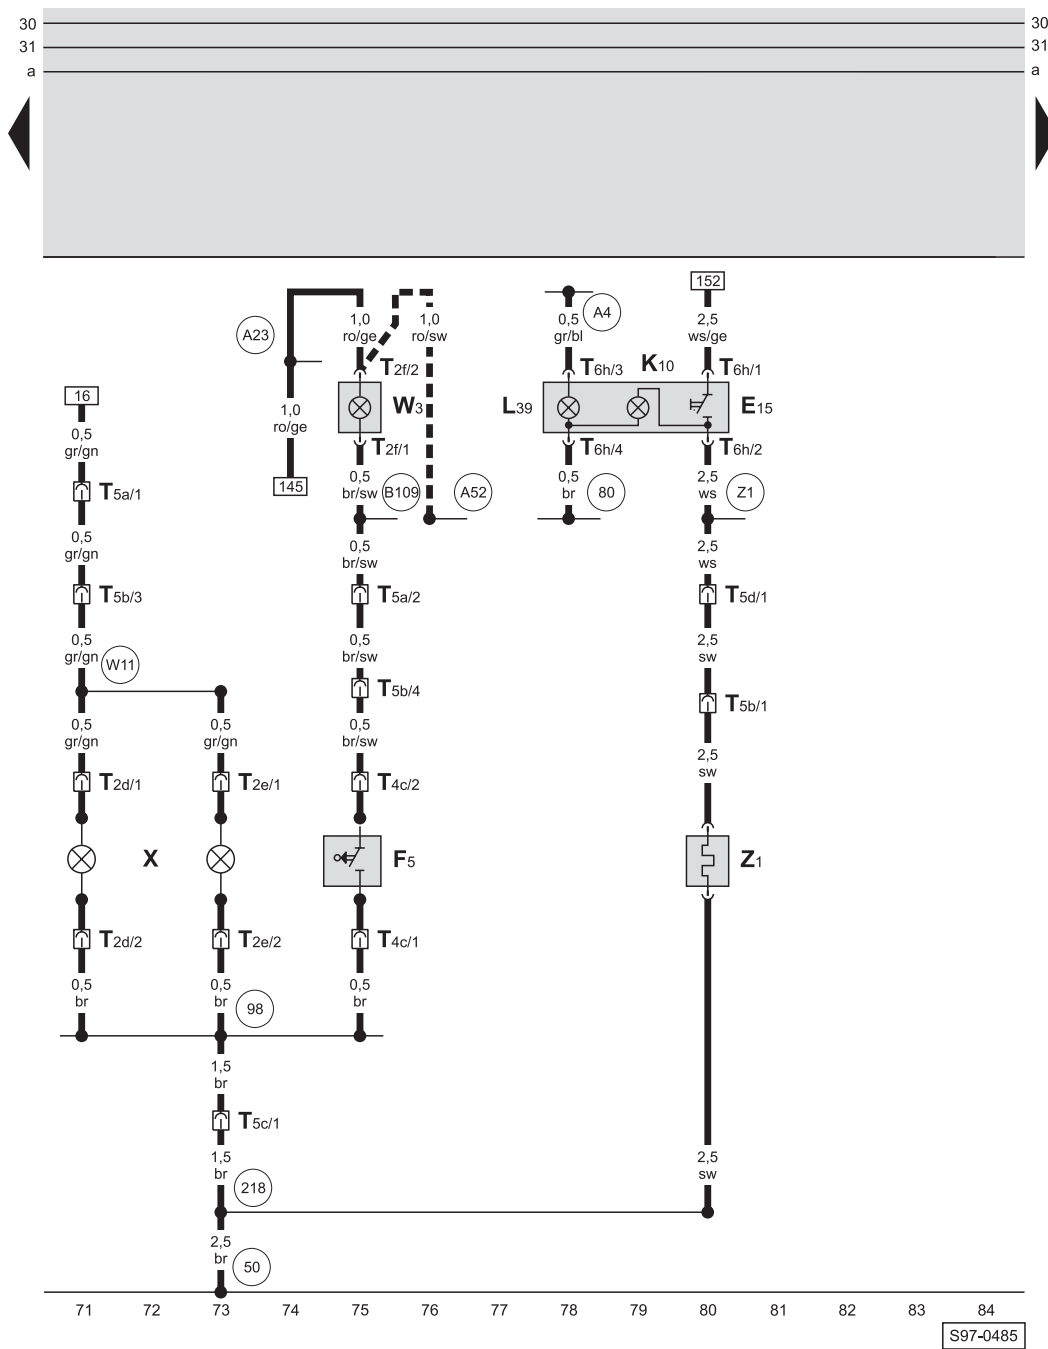 30 30
31 31
a a
152
1,0 ro/ge
1,0 ro/sw
0,5 gr/bl
A4
2,5 ws/ge
A23
T2f/2
T6h/3
K10
T6h/1
16
1,0 ro/ge
W3
L39
E15
0,5 gr/gn
T2f/1
T6h/4
T6h/2
145
0,5 br/sw
B109
A52
0,5 br
80
2,5 ws
Z1
T5a/1
0,5 gr/gn
0,5 br/sw
2,5 ws
T5b/3
T5a/2
T5d/1
0,5 gr/gn
W11
0,5 br/sw
2,5 sw
T5b/4
T5b/1
0,5 gr/gn
0,5 gr/gn
0,5 br/sw
2,5 sw
T2d/1
T2e/1
T4c/2
X
F5
Z1
T2d/2
T2e/2
T4c/1
0,5 br
0,5 br
98
0,5 br
1,5 br
T5c/1
1,5 br
218
2,5 sw
2,5 br
50
71 72 73 74 75 76 77 78 79 80 81 82 83 84
S97-0485